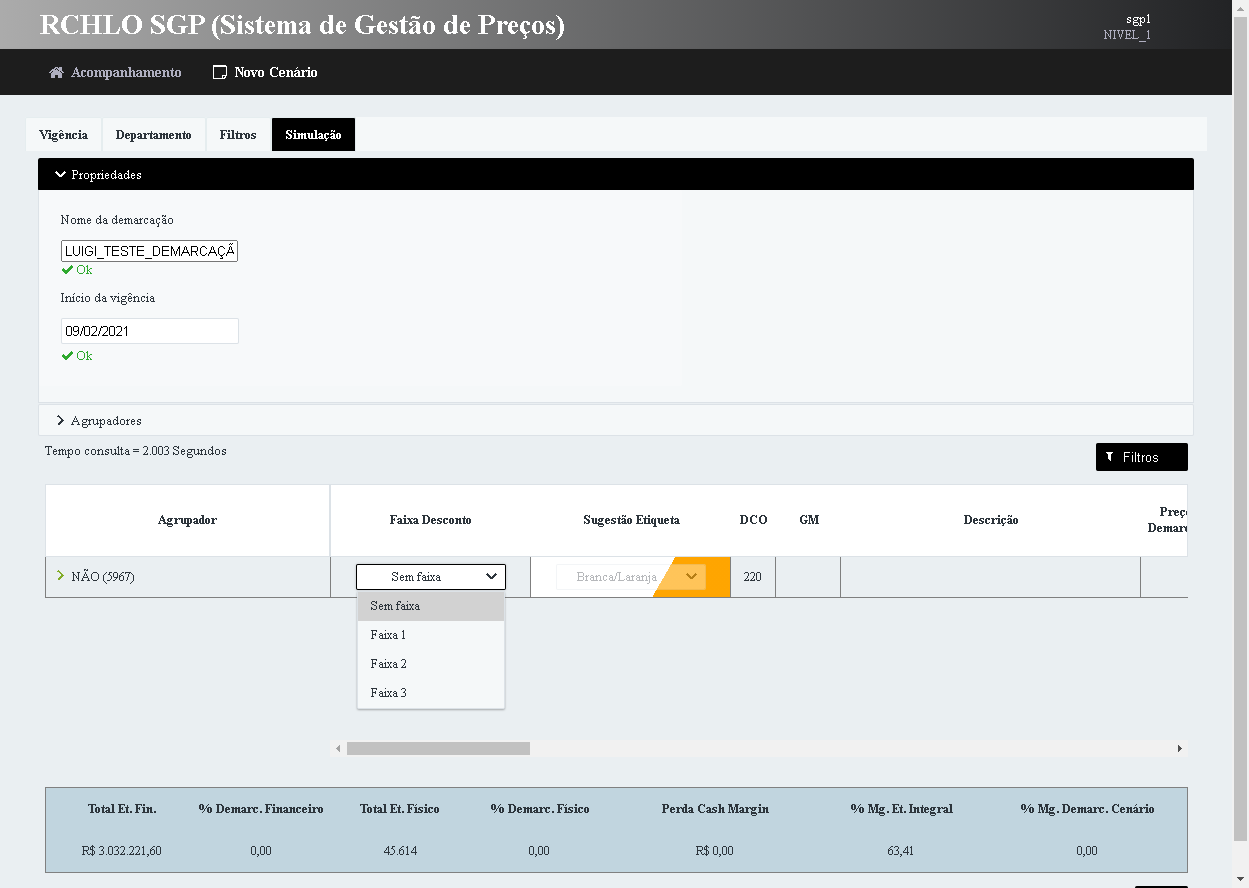 RCHLO SGP (Sistema de Gestão de Preços)
sgp1
NIVEL_1
Acompanhamento
Novo Cenário
Vigência
Departamento
Filtros
Simulação
Propriedades
Nome da demarcação
LUIGI_TESTE_DEMARCAÇÃ
Ok
Início da vigência
09/02/2021
Ok
Agrupadores
Tempo consulta = 2.003 Segundos
Filtros
Agrupador
Faixa Desconto
Sugestão Etiqueta
DCO
GM
Descrição
Preço
Demarc
NÃO (5967)
Sem faixa
Branca/Laranja
220
Sem faixa
Faixa 1
Faixa 2
Faixa 3
Total Et. Fin.
% Demarc. Financeiro
Total Et. Físico
% Demarc. Físico
Perda Cash Margin
% Mg. Et. Integral
% Mg. Demarc. Cenário
R$ 3.032.221,60
0,00
45.614
0,00
R$ 0,00
63,41
0,00